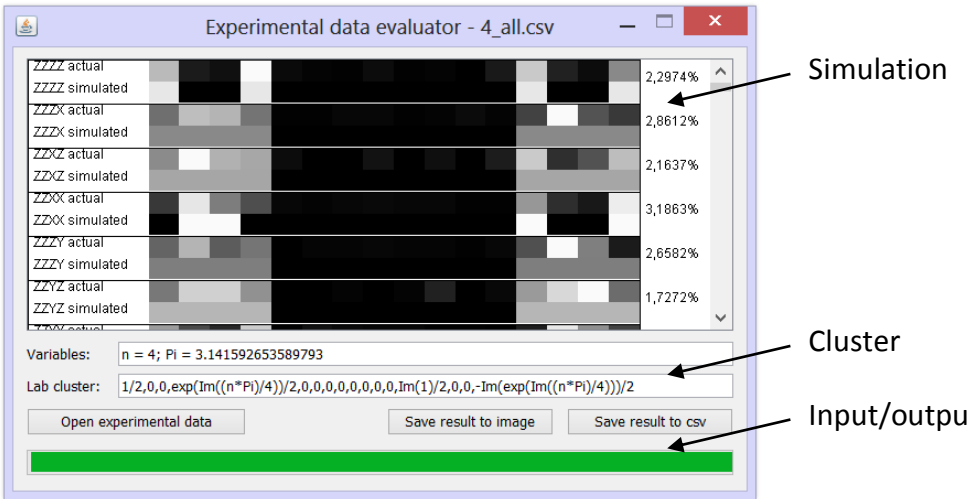 Experimental data evaluator - 4_all.csv
ZZZZ actual
ZZZZ simulated
2,2974%
ZZZX actual
ZZZX simulated
2,8612%
ZZXZ actual
ZZXZ simulated
2,1637%
ZZXX actual
ZZXX simulated
3,1863%
ZZZY actual
ZZZY simulated
2,6582%
ZZYZ actual
ZZYZ simulated
1,7272%
Simulation
Variables: n = 4; Pi = 3.141592653589793
Lab cluster: 1/2,0,0,exp(Im((n*Pi)/4))/2,0,0,0,0,0,0,0,0,Im(1)/2,0,0,-Im(exp(Im((n*Pi)/4)))/2
Cluster
Open experimental data Save result to image Save result to csv
Input/outpu